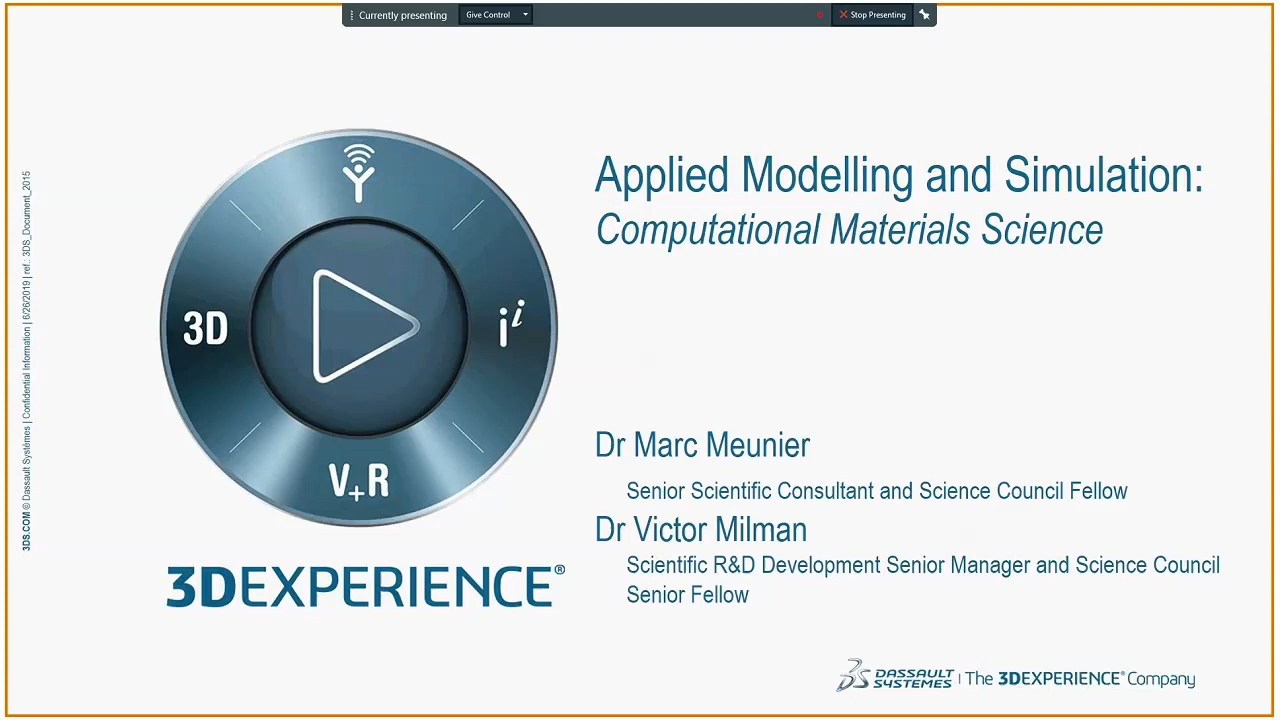 Currently presenting
Give Control
Stop Presenting
3DS.COM © Dassault Systèmes | Confidential Information | 6/26/2019 | ref.: 3DS_Document_2015
Applied Modelling and Simulation:
Computational Materials Science
3D
i i
V+R
3DEXPERIENCE®
Dr Marc Meunier
Senior Scientific Consultant and Science Council Fellow
Dr Victor Milman
Scientific R&D Development Senior Manager and Science Council
Senior Fellow
DASSAULT
SYSTEMES | The 3DEXPERIENCE® Company